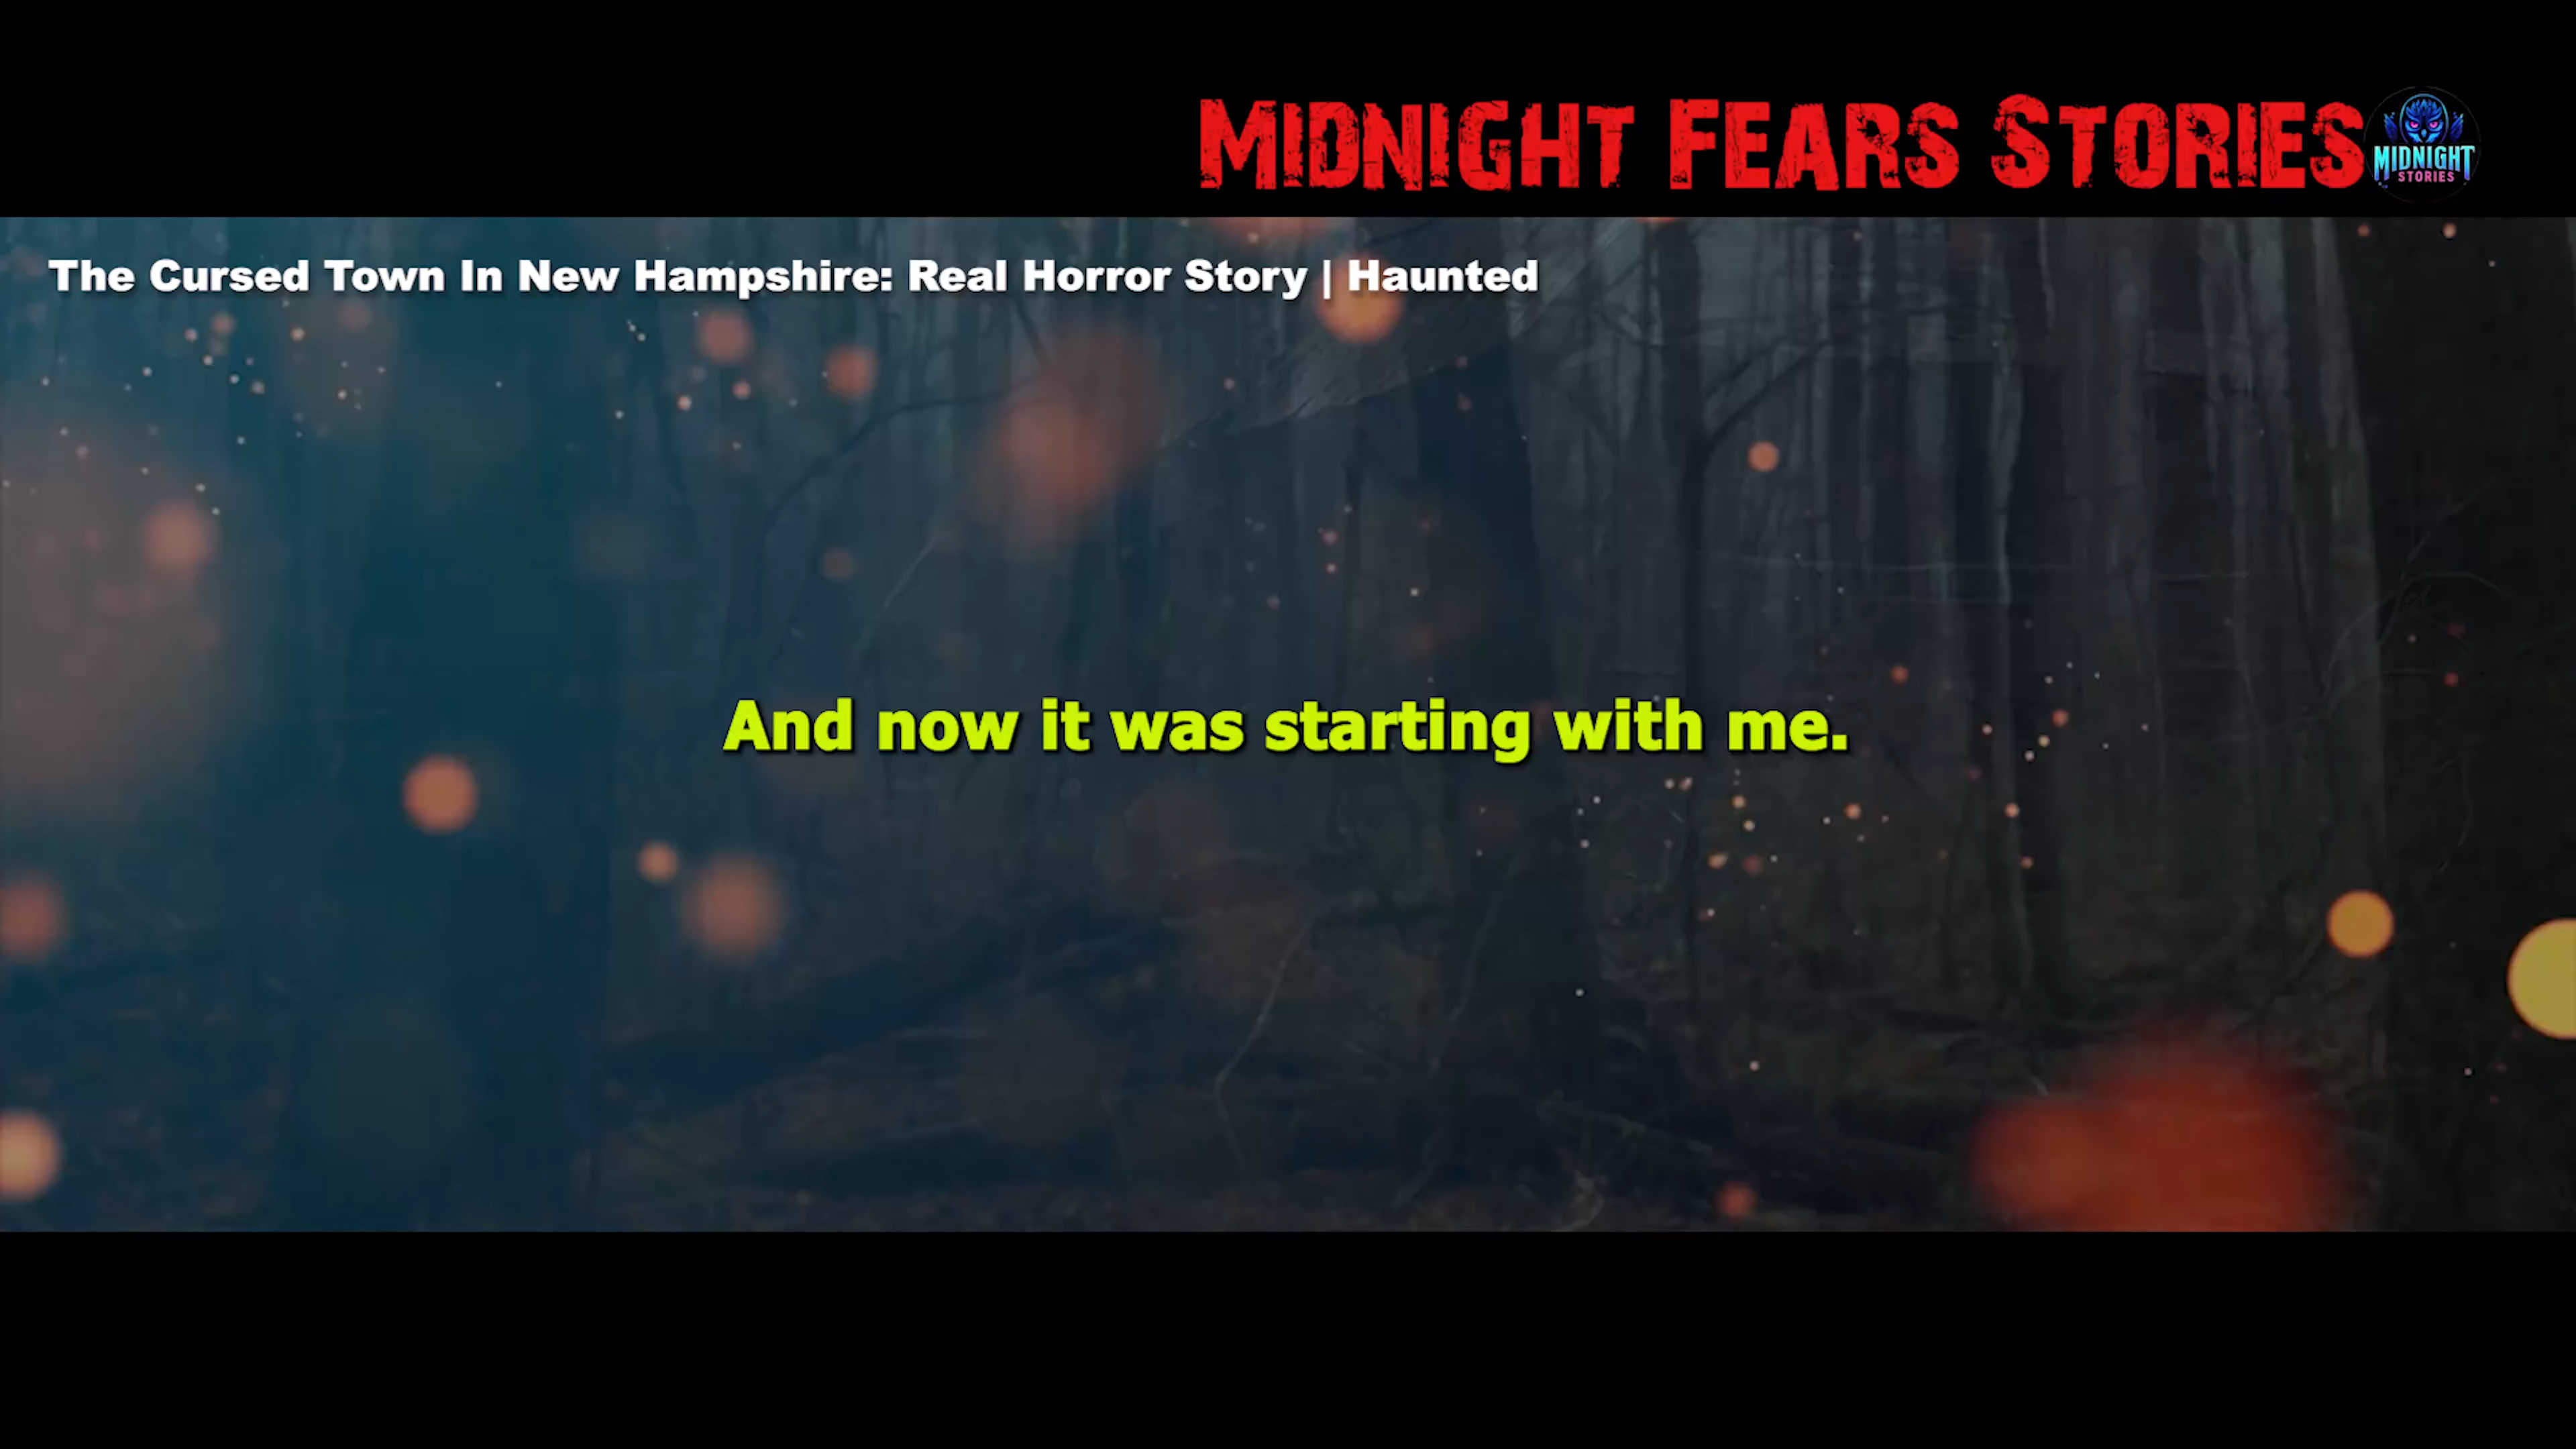 MIDNIGHT FEARS STORIES
MIDNIGHT
STORIES
The Cursed Town In New Hampshire: Real Horror Story | Haunted
And now it was starting with me.